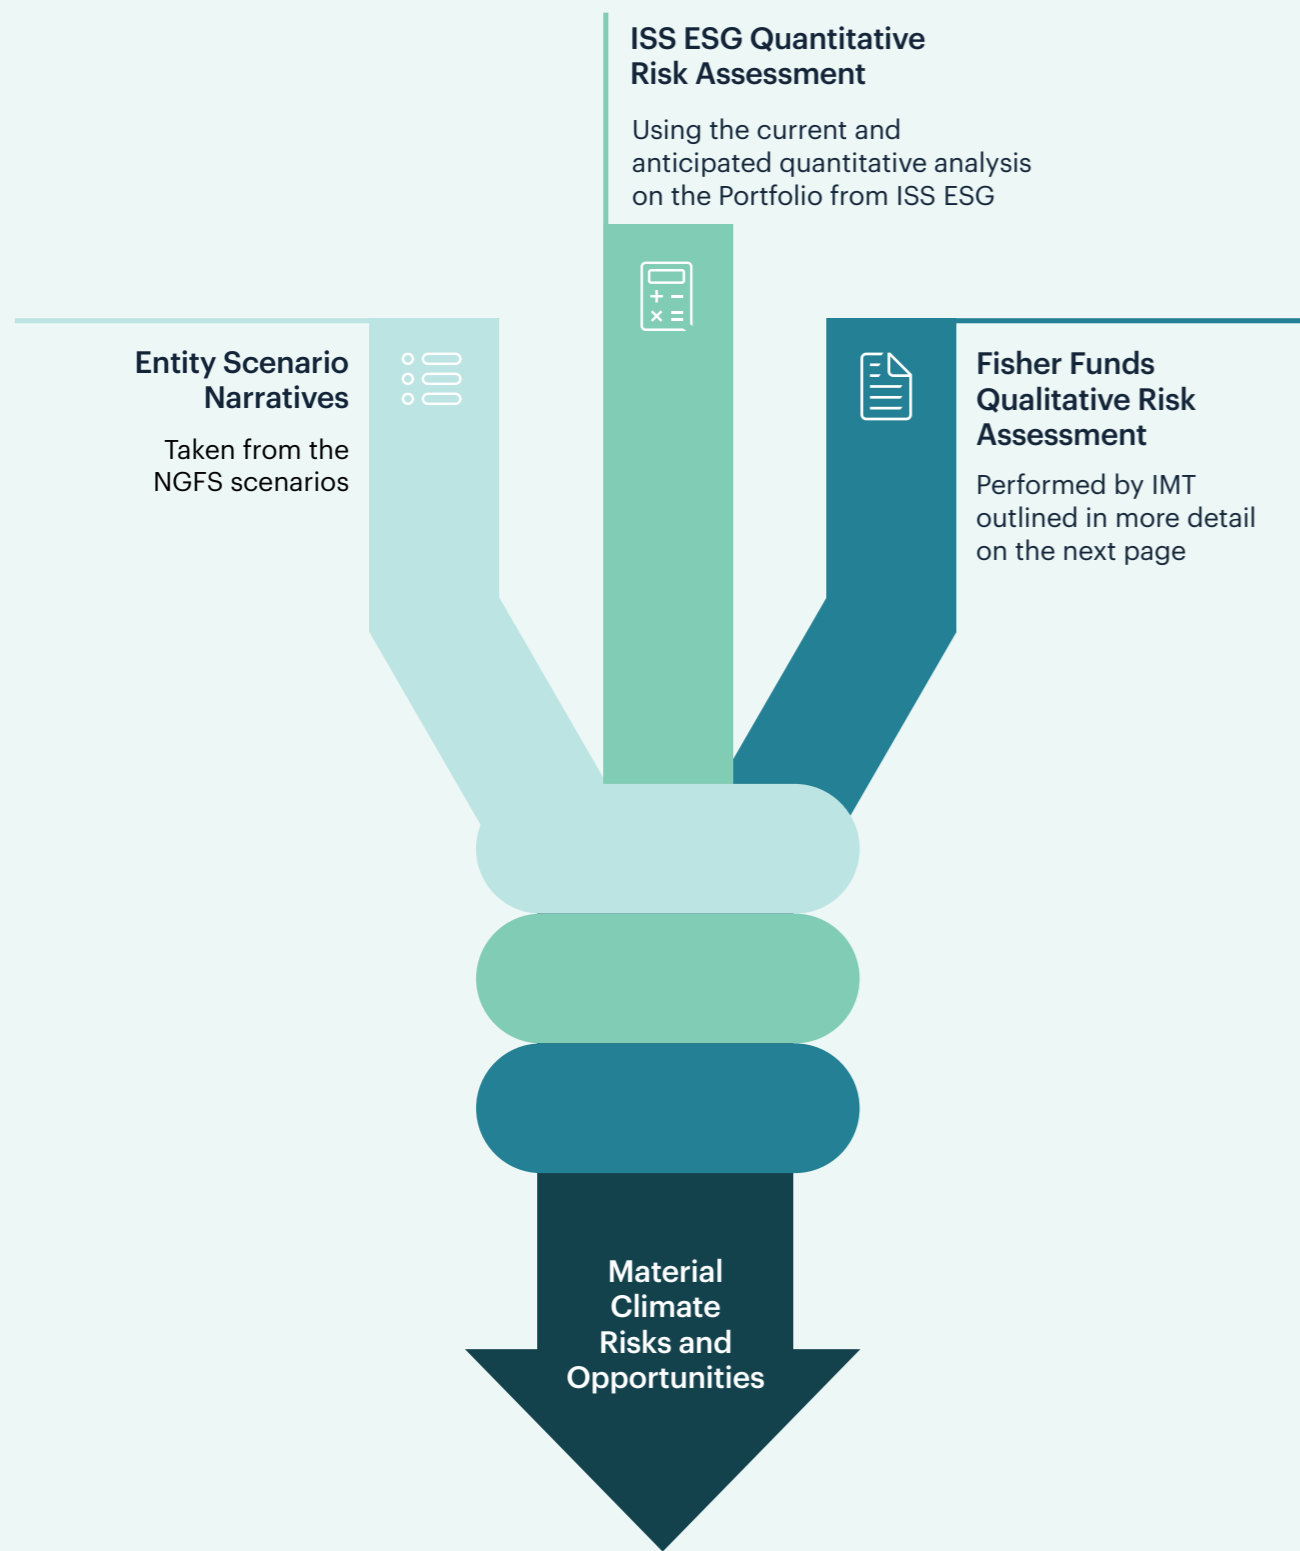 ISS ESG Quantitative
Risk Assessment
Using the current and
anticipated quantitative analysis
on the Portfolio from ISS ESG
Entity Scenario
Narratives
Taken from the
NGFS scenarios
Fisher Funds
Qualitative Risk
Assessment
Performed by IMT
outlined in more detail
on the next page
Material
Climate
Risks and
Opportunities